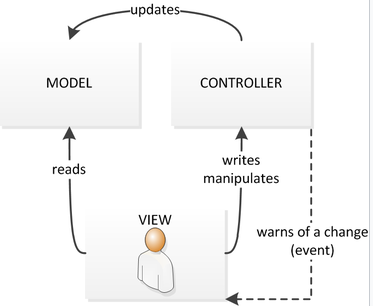 updates
MODEL
CONTROLLER
reads
writes
manipulates
VIEW
warns of a change
(event)